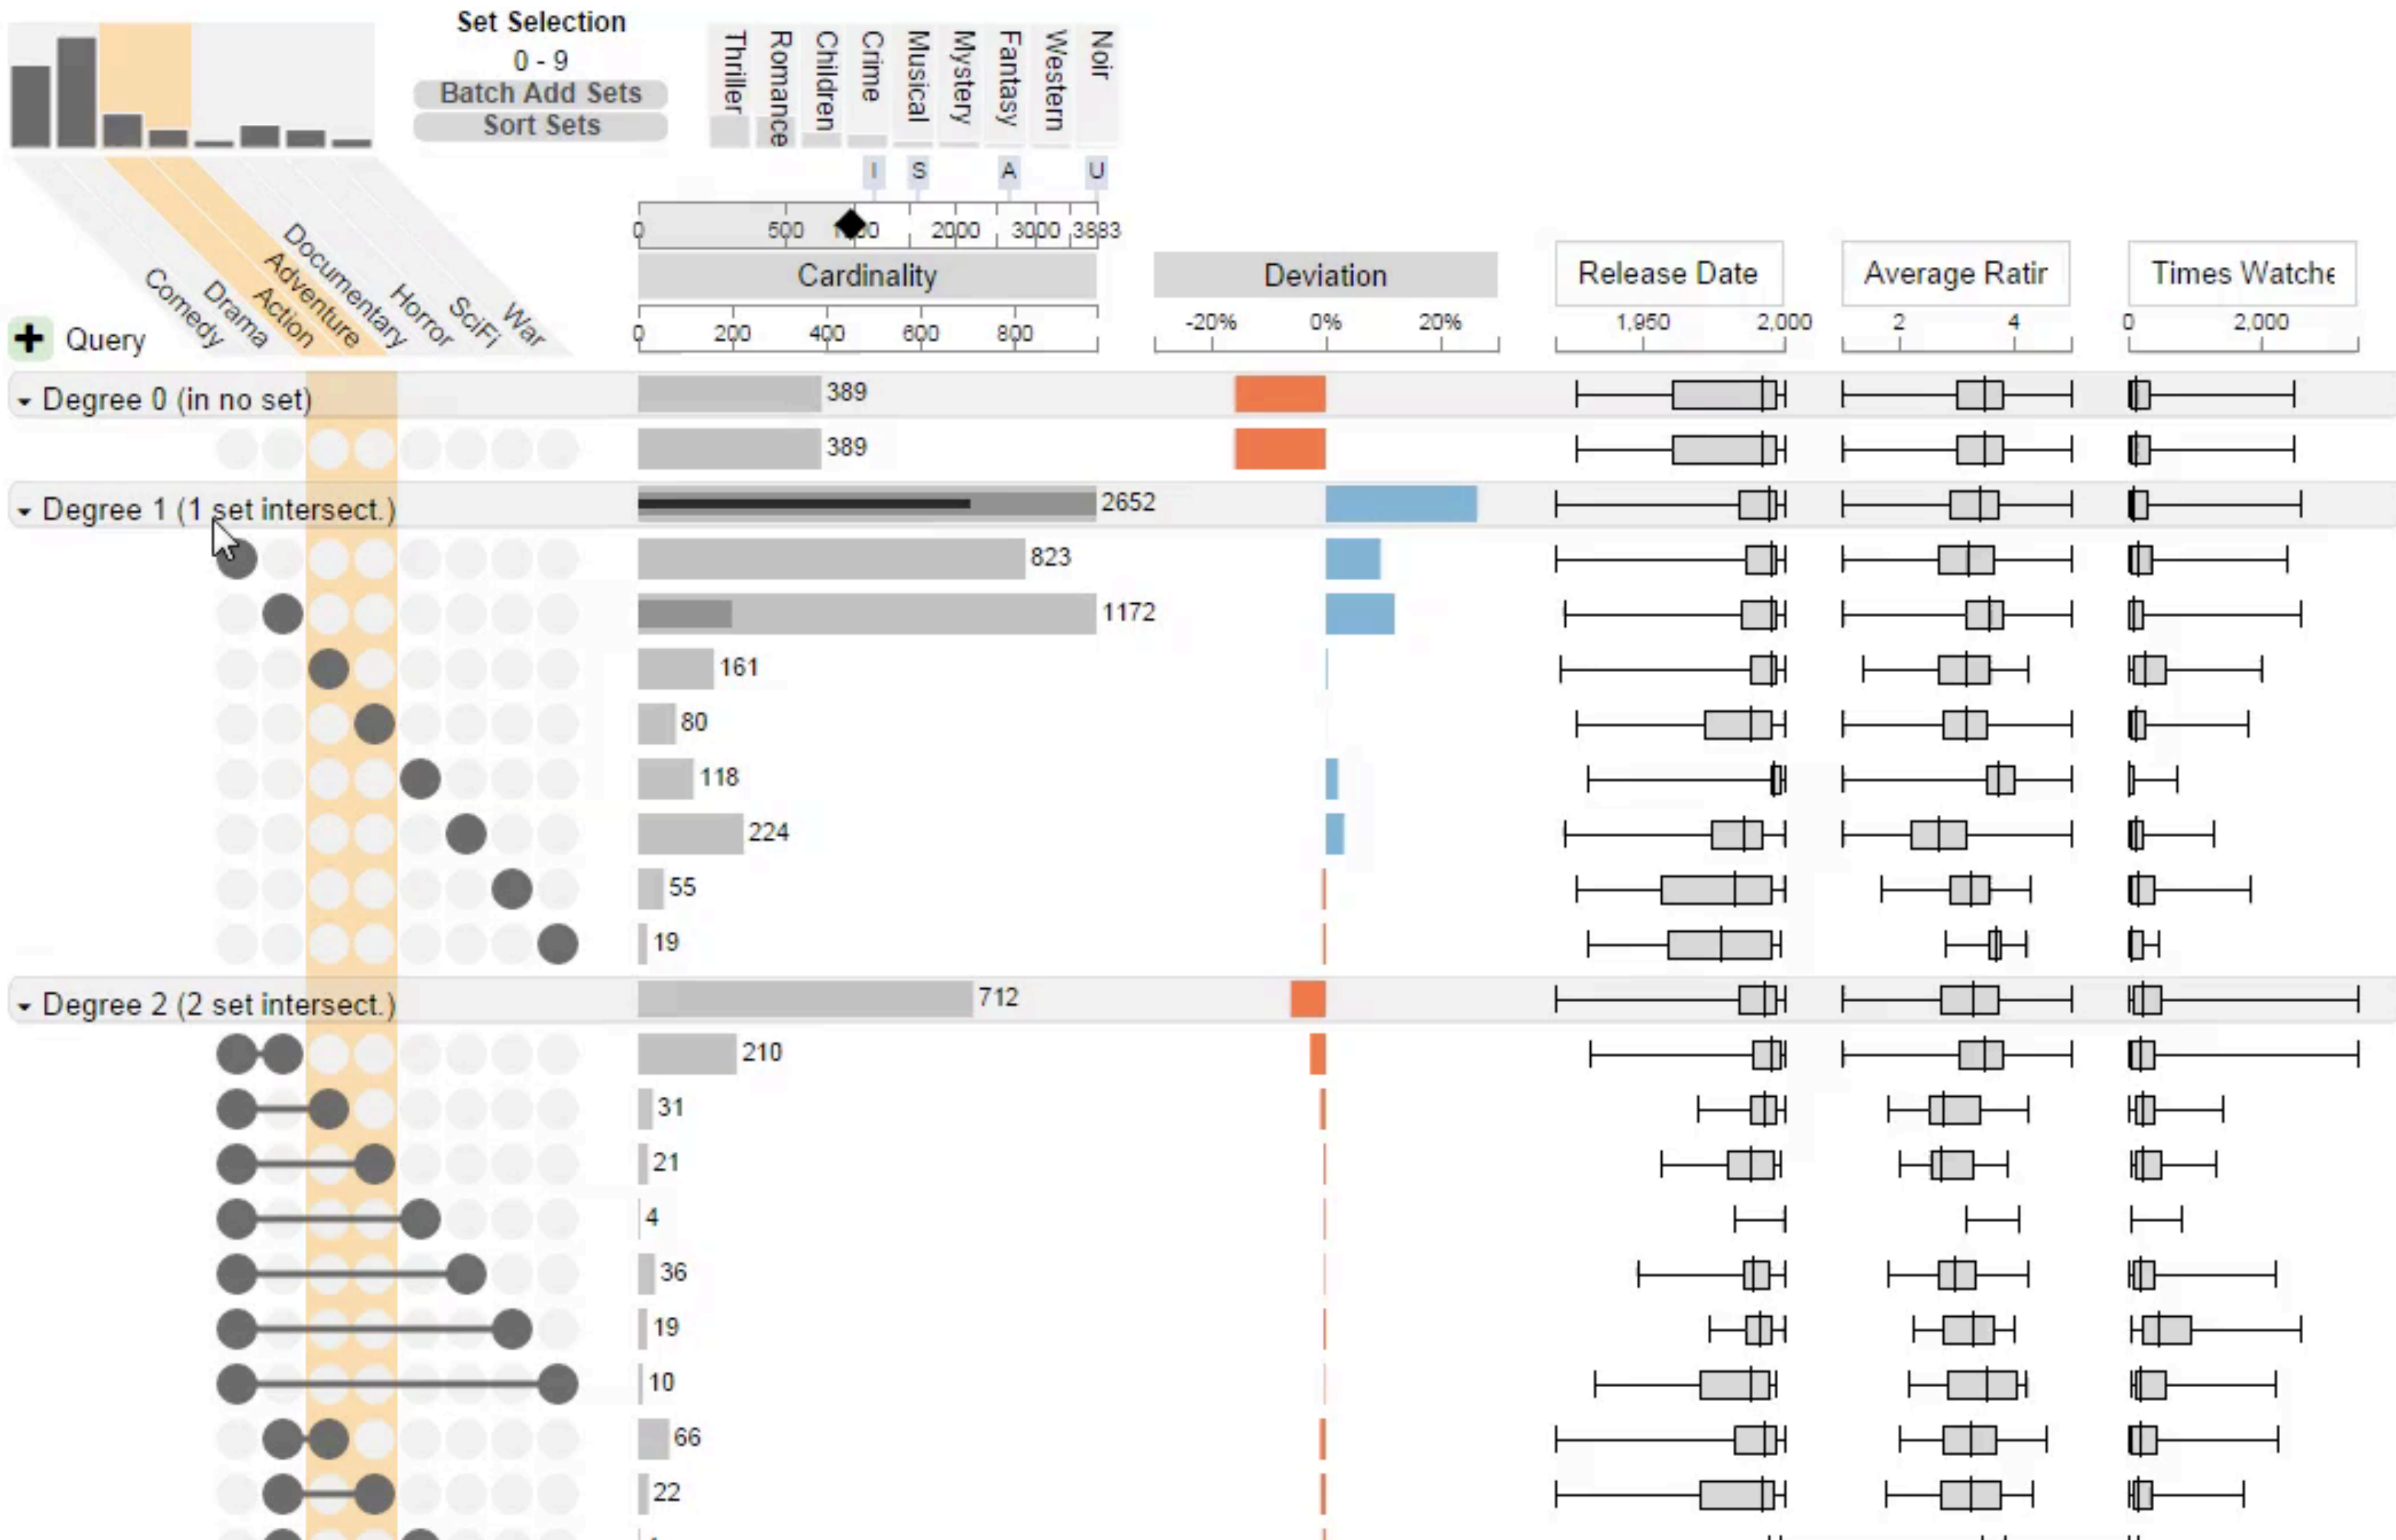 Set Selection
0 - 9
Batch Add Sets
Sort Sets
Thriller
Romance
Children
Crime
Musical
Mystery
Fantasy
Western
Noir
I S A U
0 500 2000 3000 3883
Cardinality
0 200 400 600 800
Deviation
-20% 0% 20%
Release Date
1,950 2,000
Average Ratir
2 4
Times Watche
0 2,000
Query
Comedy
Drama
Action
Adventure
Documentary
Horror
SciFi
War
Degree 0 (in no set) 389
389
Degree 1 (1 set intersect.) 2652
823
1172
161
80
118
224
55
19
Degree 2 (2 set intersect.) 712
210
31
21
4
36
19
10
66
22